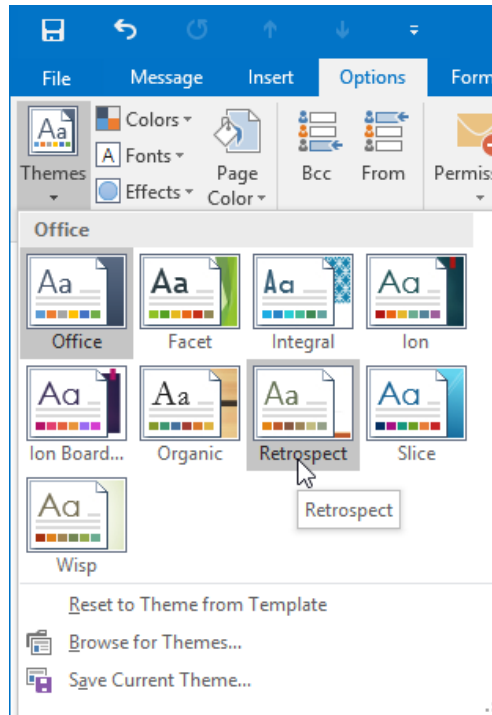 File Message Insert Options Form
Aa Colors
A Fonts
Themes Effects Page Color Bcc From Permiss
Office
Aa Aa Aa Aa
Office Facet Integral Ion
Aa Aa Aa Aa
Ion Board... Organic Retrospect Slice
Retrospect
Aa
Wisp
Reset to Theme from Template
Browse for Themes...
Save Current Theme...